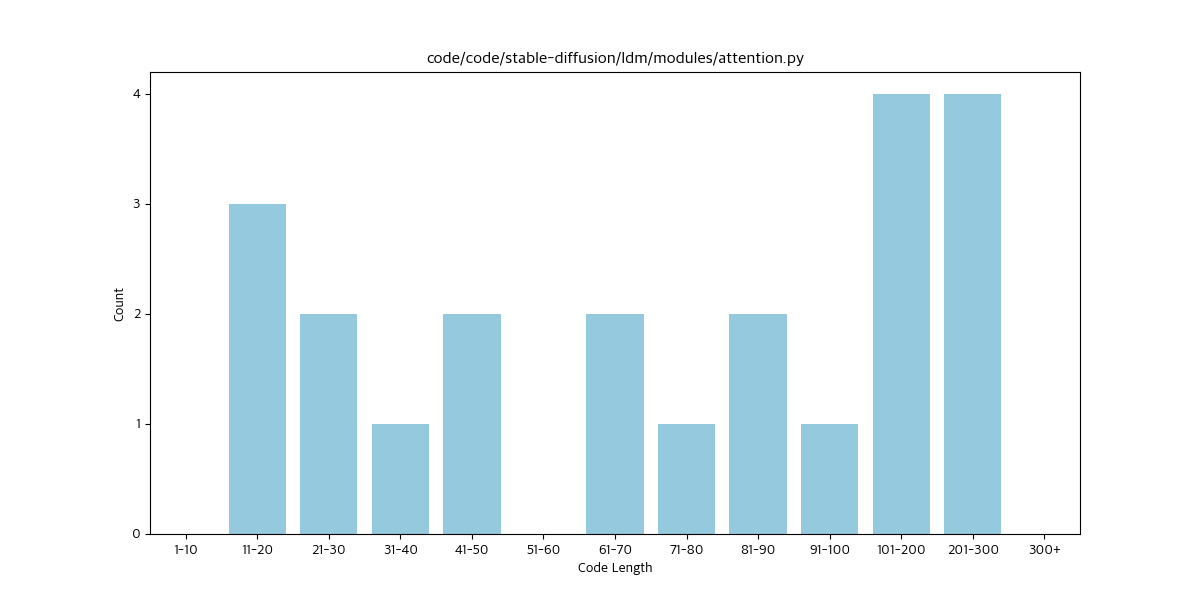 code/code/stable-diffusion/ldm/modules/attention.py
4
3
2
1
0
Count
1-10 11-20 21-30 31-40 41-50 51-60 61-70 71-80 81-90 91-100 101-200 201-300 300+
Code Length